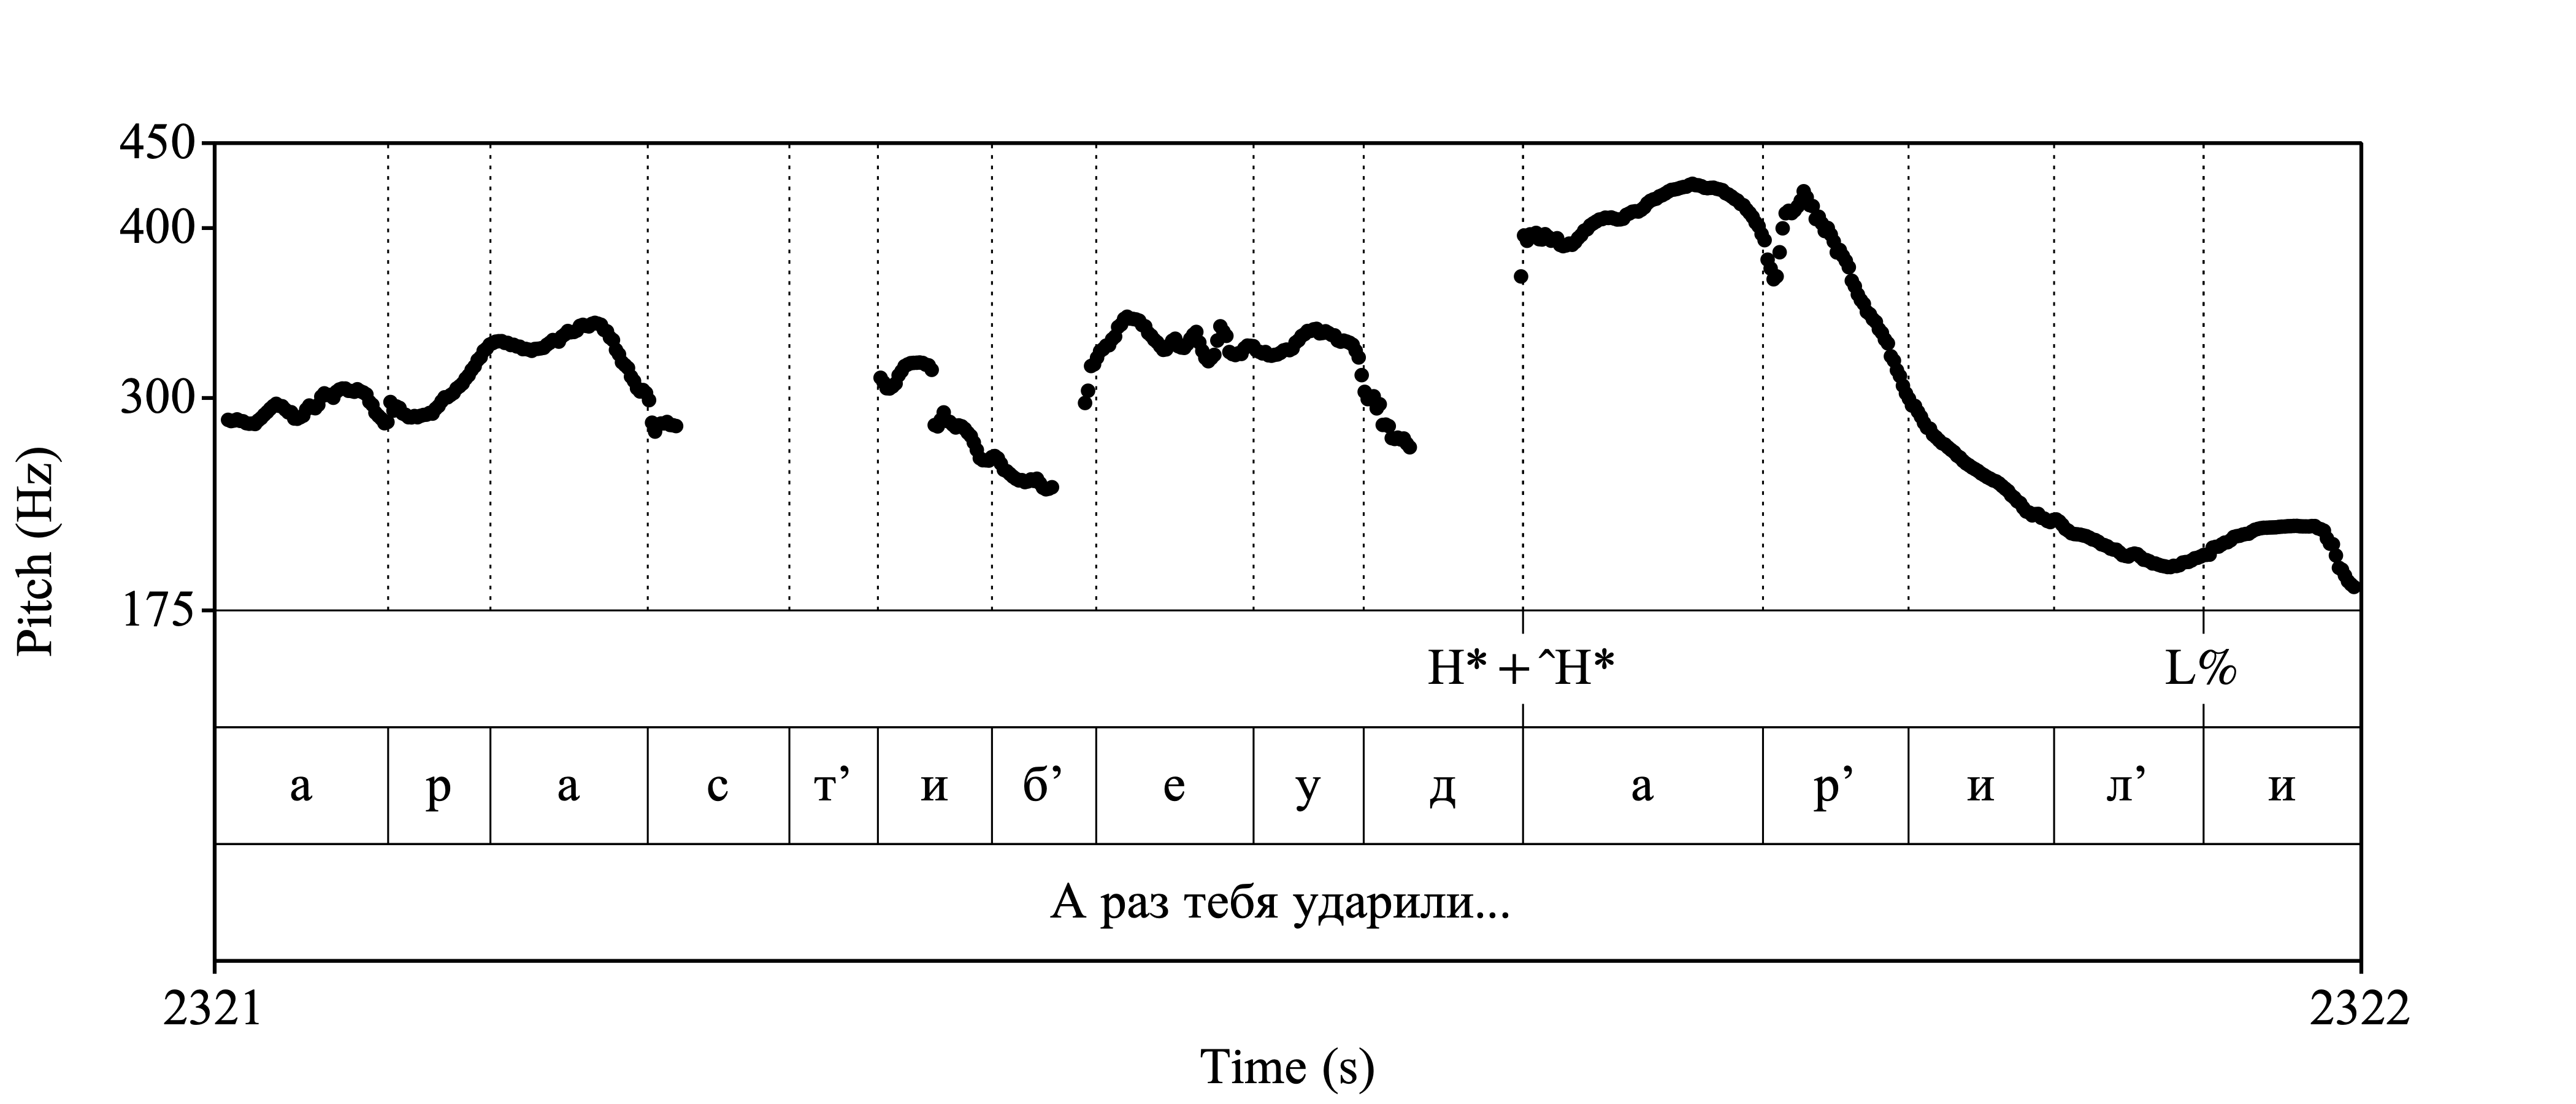 450
400
300
175
Pitch (Hz)
H* + ˆH* L%
а р а с т’ и б’ е у д а р’ и л’ и
А раз тебя ударили...
2321 2322
Time (s)